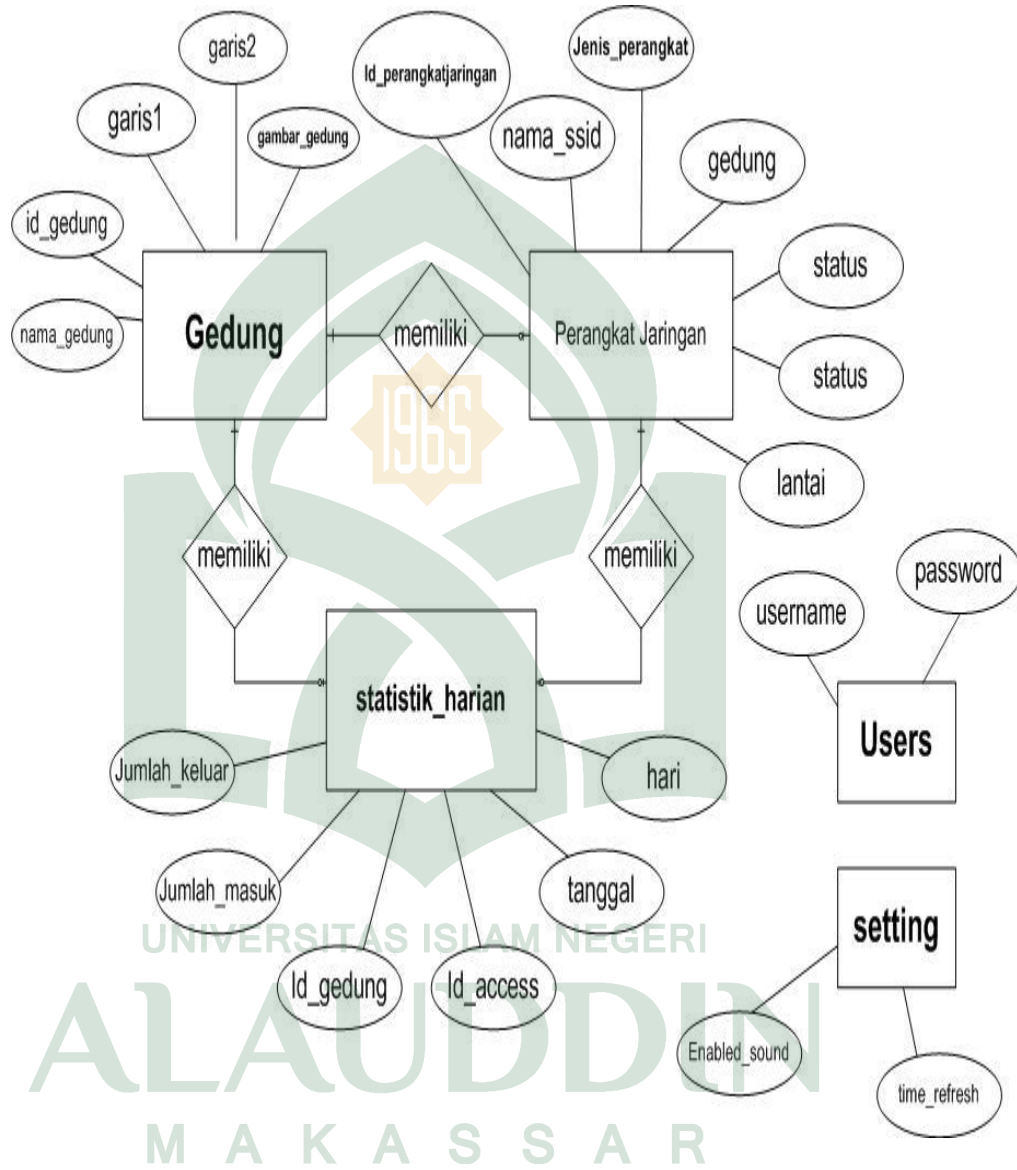 garis2
Id_perangkatjaringan
Jenis_perangkat
garis1
gambar_gedung
nama_ssid
gedung
id_gedung
status
nama_gedung
Gedung
memiliki
Perangkat Jaringan
status
1965
lantai
memiliki
memiliki
password
username
statistik_harian
Users
Jumlah_keluar
hari
Jumlah_masuk
tanggal
setting
UNIVERSITAS ISLAM NEGERI
Id_gedung
Id_access
ALAUDDIN
Enabled_sound
time_refresh
MAKASSAR